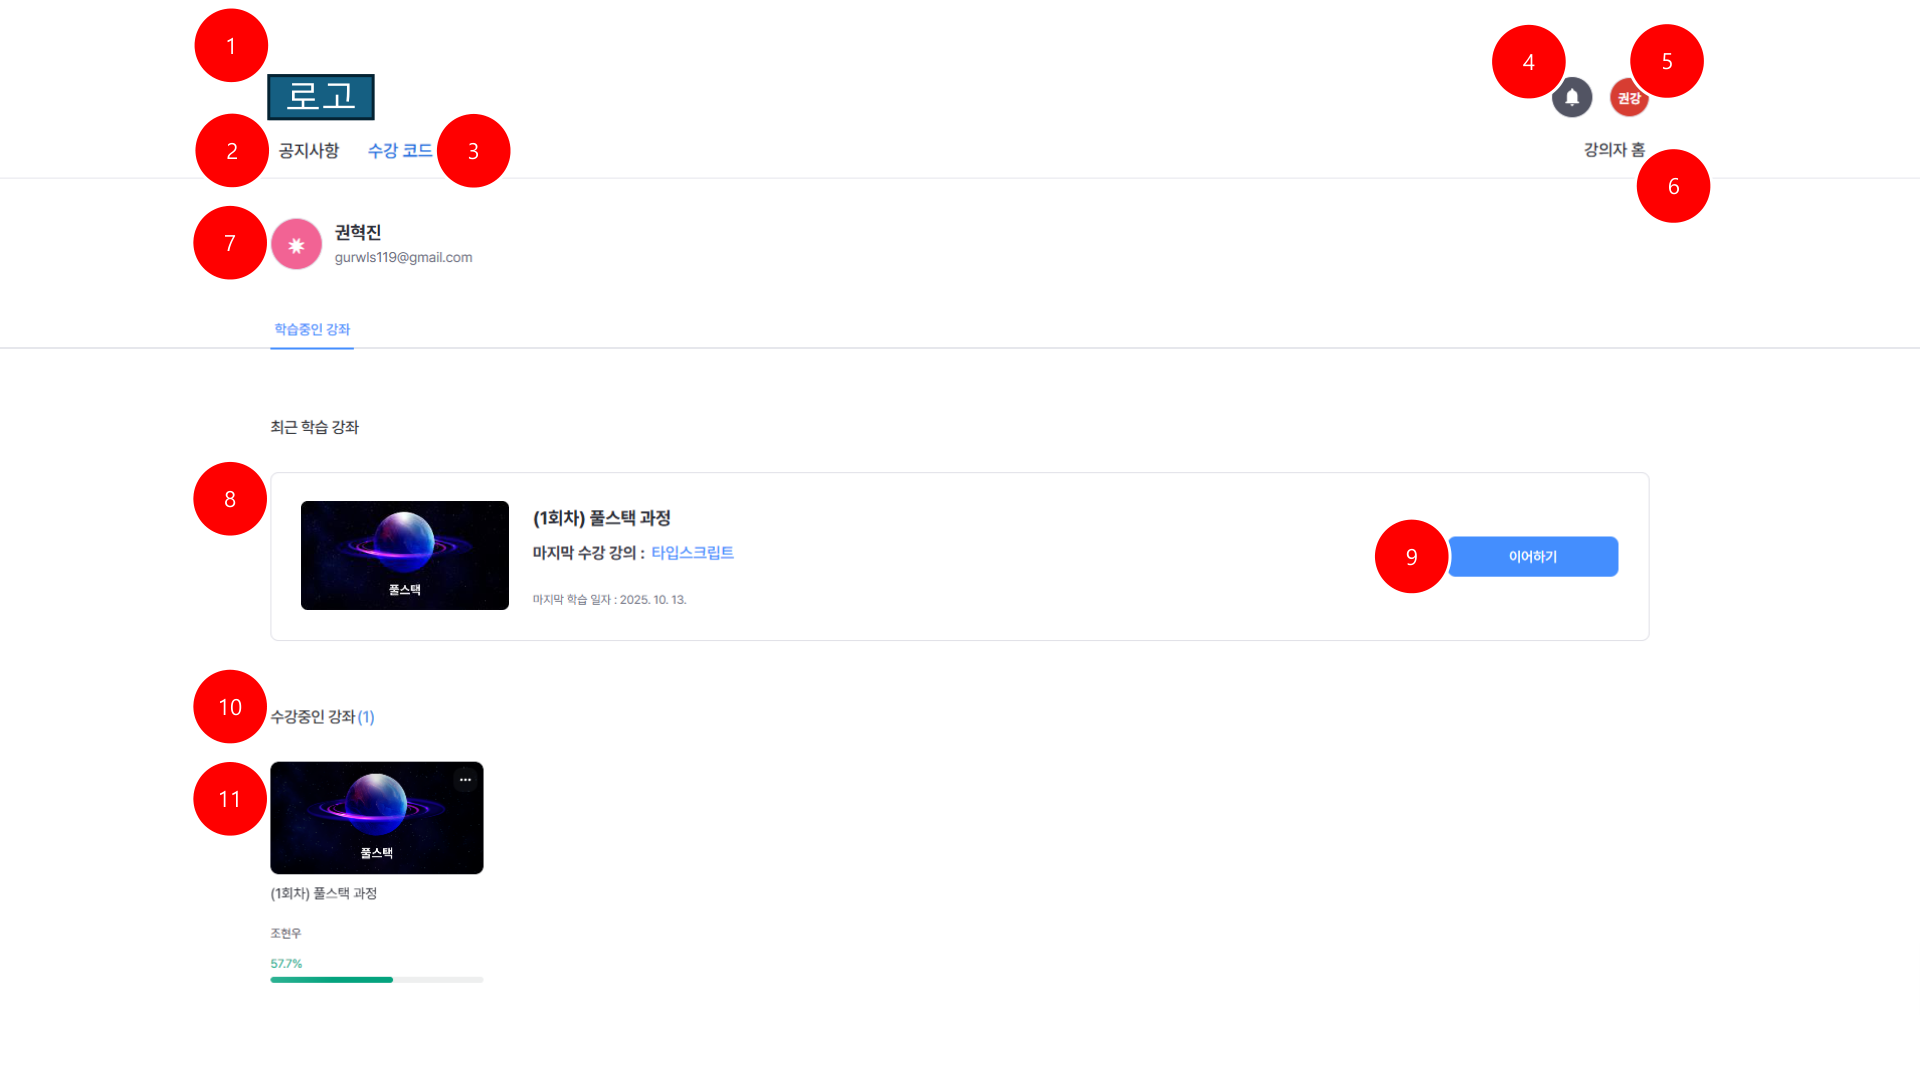 1
로고
4
5
권강
2
공지사항
수강 코드
3
강의자 홈
6
7
권혁진
gurwls119@gmail.com
학습중인 강좌
최근 학습 강좌
8
풀스택
(1회차) 풀스택 과정
마지막 수강 강의 : 타입스크립트
마지막 학습 일자 : 2025. 10. 13.
9
이어하기
10
수강중인 강좌(1)
11
풀스택
(1회차) 풀스택 과정
조현우
57.7%